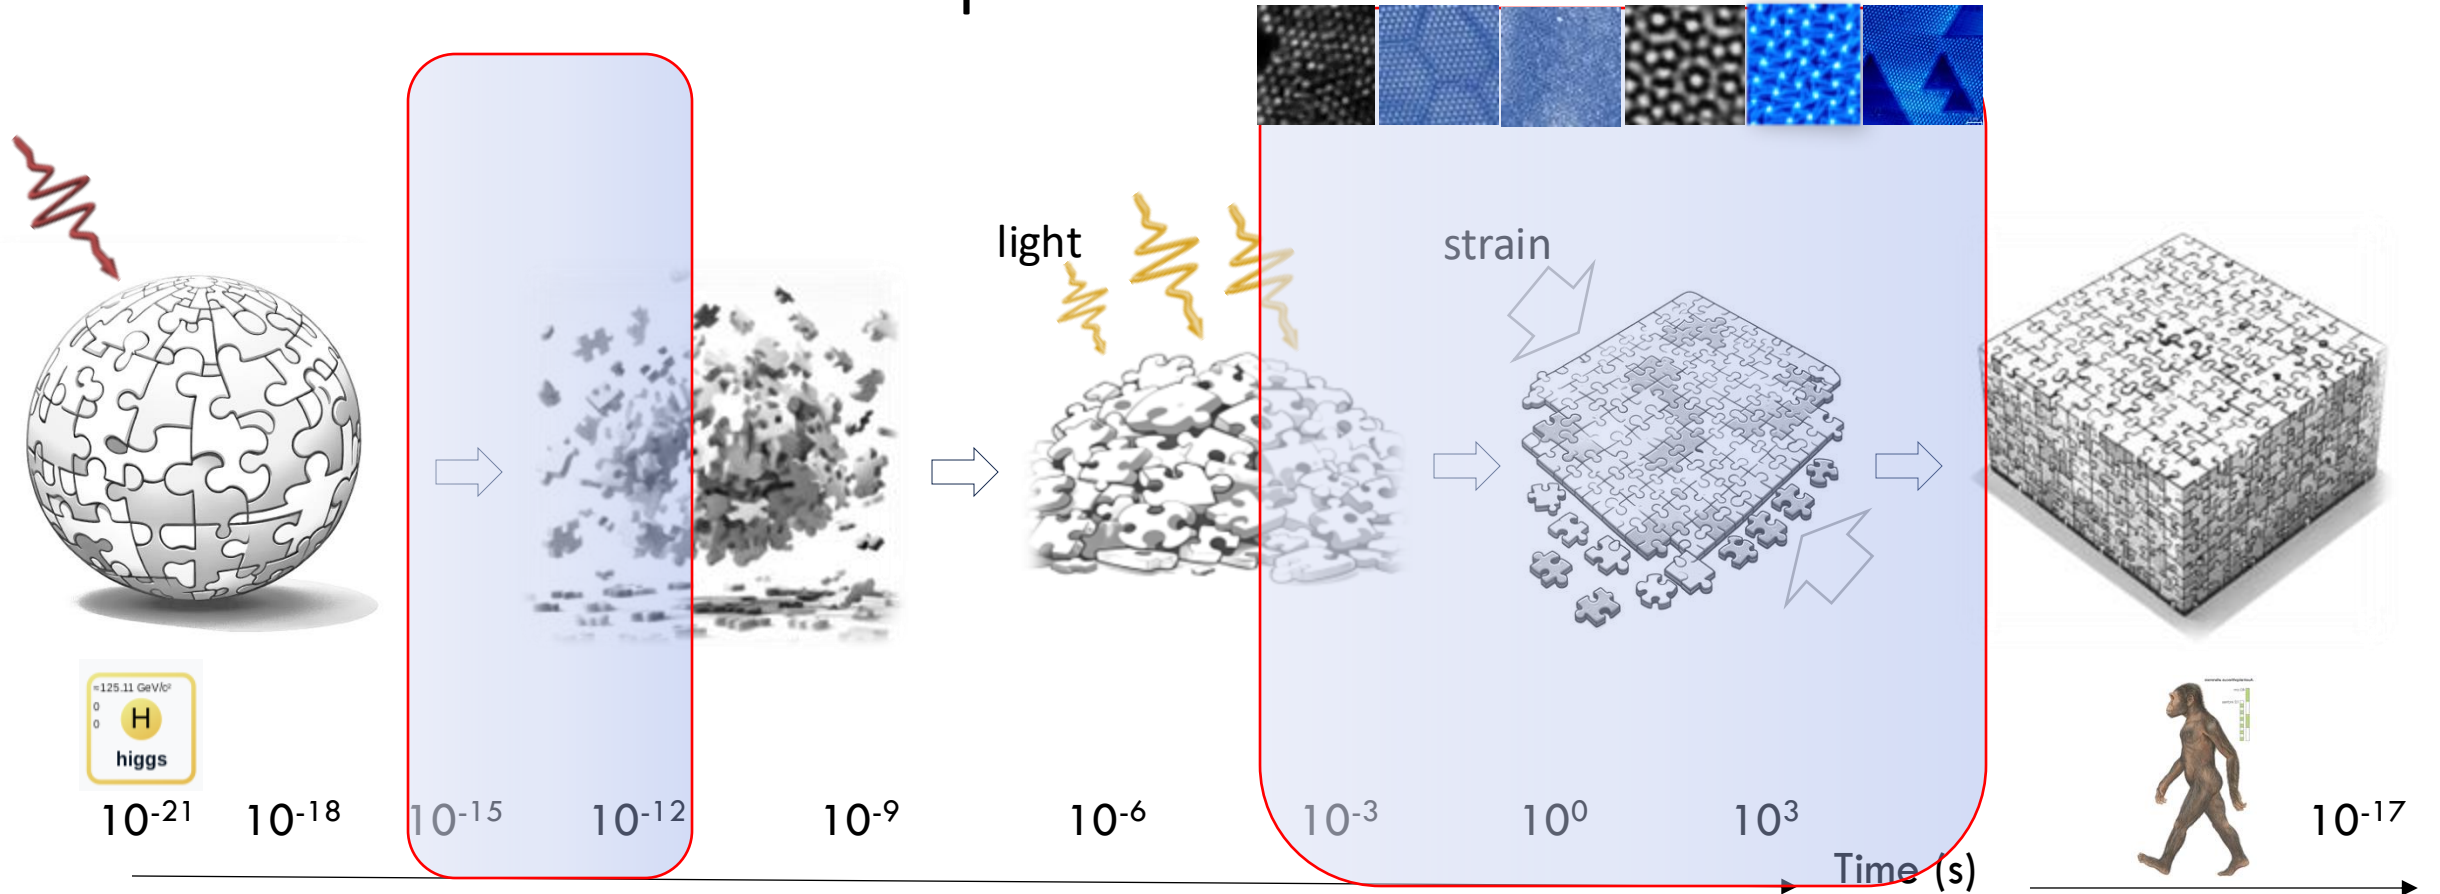 light
strain
≈125.11 GeV/c²
0
0
H
higgs
10⁻²¹ 10⁻¹⁸ 10⁻¹⁵ 10⁻¹² 10⁻⁹ 10⁻⁶ 10⁻³ 10⁰ 10³ 10⁻¹⁷
Time (s)